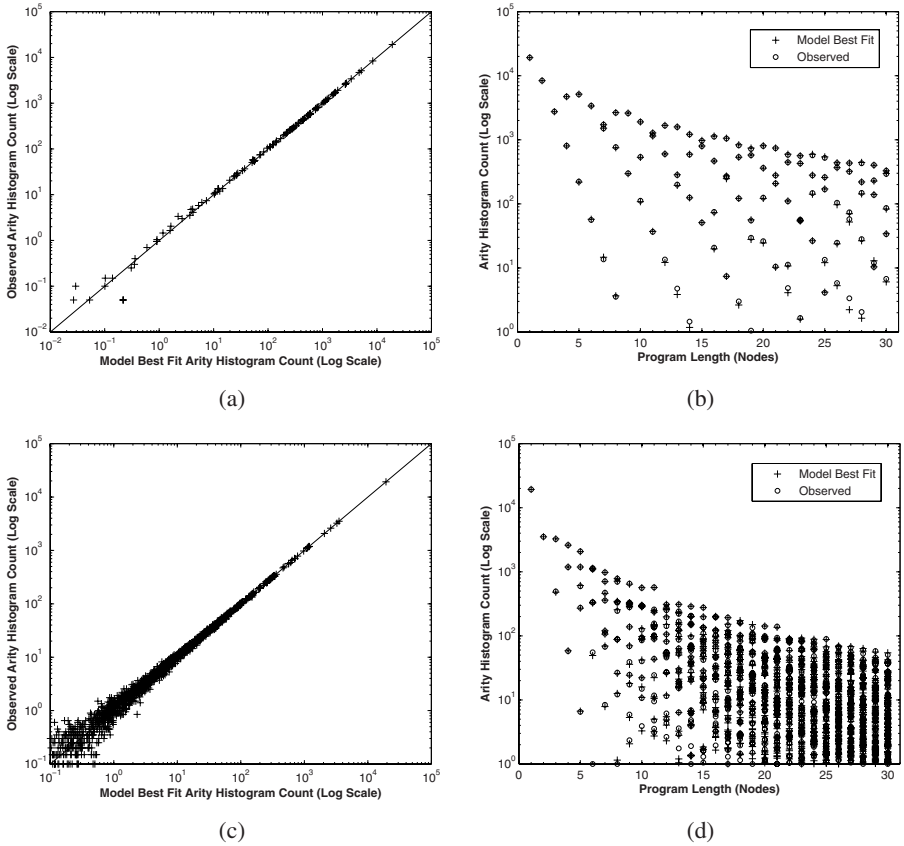 Observed Arity Histogram Count (Log Scale)
10^5
10^4
10^3
10^2
10^1
10^0
10^−1
10^−2
10^−2 10^−1 10^0 10^1 10^2 10^3 10^4 10^5
Model Best Fit Arity Histogram Count (Log Scale)
(a)
Arity Histogram Count (Log Scale)
10^5
10^4
10^3
10^2
10^1
10^0
Model Best Fit
Observed
0 5 10 15 20 25 30
Program Length (Nodes)
(b)
Observed Arity Histogram Count (Log Scale)
10^5
10^4
10^3
10^2
10^1
10^0
10^−1
10^−1 10^0 10^1 10^2 10^3 10^4 10^5
Model Best Fit Arity Histogram Count (Log Scale)
(c)
Arity Histogram Count (Log Scale)
10^5
10^4
10^3
10^2
10^1
10^0
Model Best Fit
Observed
0 5 10 15 20 25 30
Program Length (Nodes)
(d)